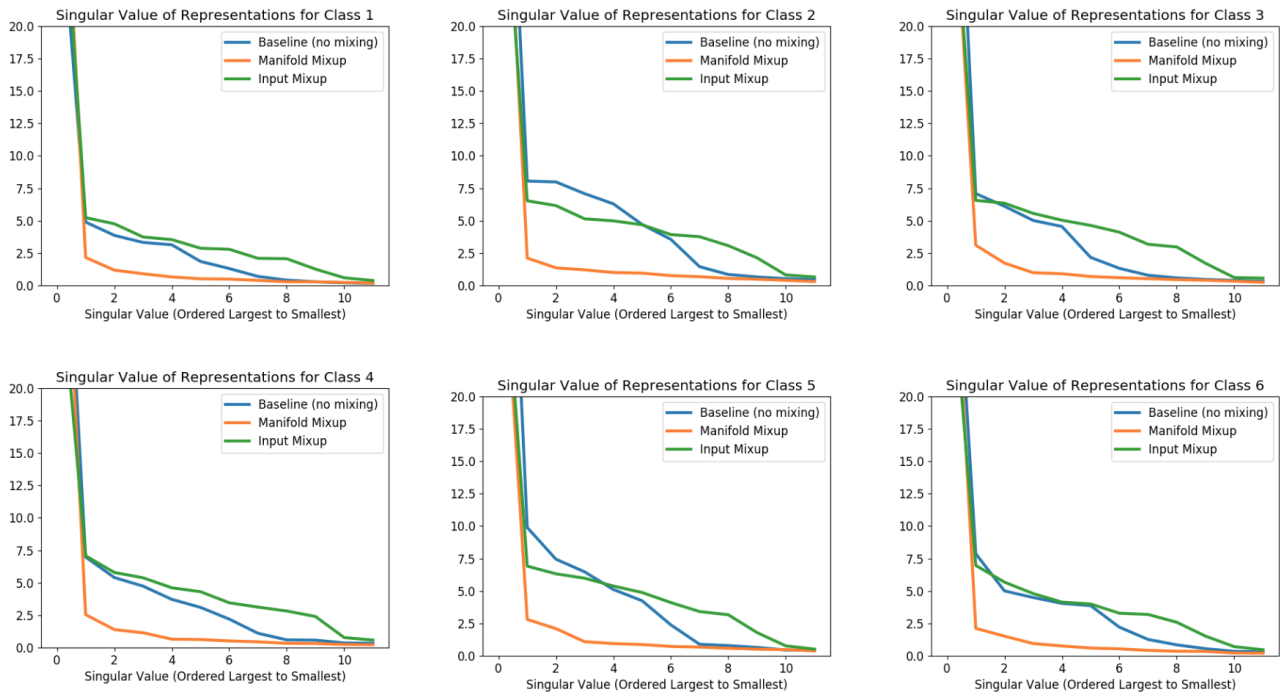 Singular Value of Representations for Class 1
20.0
17.5
15.0
12.5
10.0
7.5
5.0
2.5
0.0
0 2 4 6 8 10
Singular Value (Ordered Largest to Smallest)
Baseline (no mixing)
Manifold Mixup
Input Mixup
Singular Value of Representations for Class 2
20.0
17.5
15.0
12.5
10.0
7.5
5.0
2.5
0.0
0 2 4 6 8 10
Singular Value (Ordered Largest to Smallest)
Baseline (no mixing)
Manifold Mixup
Input Mixup
Singular Value of Representations for Class 3
20.0
17.5
15.0
12.5
10.0
7.5
5.0
2.5
0.0
0 2 4 6 8 10
Singular Value (Ordered Largest to Smallest)
Baseline (no mixing)
Manifold Mixup
Input Mixup
Singular Value of Representations for Class 4
20.0
17.5
15.0
12.5
10.0
7.5
5.0
2.5
0.0
0 2 4 6 8 10
Singular Value (Ordered Largest to Smallest)
Baseline (no mixing)
Manifold Mixup
Input Mixup
Singular Value of Representations for Class 5
20.0
17.5
15.0
12.5
10.0
7.5
5.0
2.5
0.0
0 2 4 6 8 10
Singular Value (Ordered Largest to Smallest)
Baseline (no mixing)
Manifold Mixup
Input Mixup
Singular Value of Representations for Class 6
20.0
17.5
15.0
12.5
10.0
7.5
5.0
2.5
0.0
0 2 4 6 8 10
Singular Value (Ordered Largest to Smallest)
Baseline (no mixing)
Manifold Mixup
Input Mixup